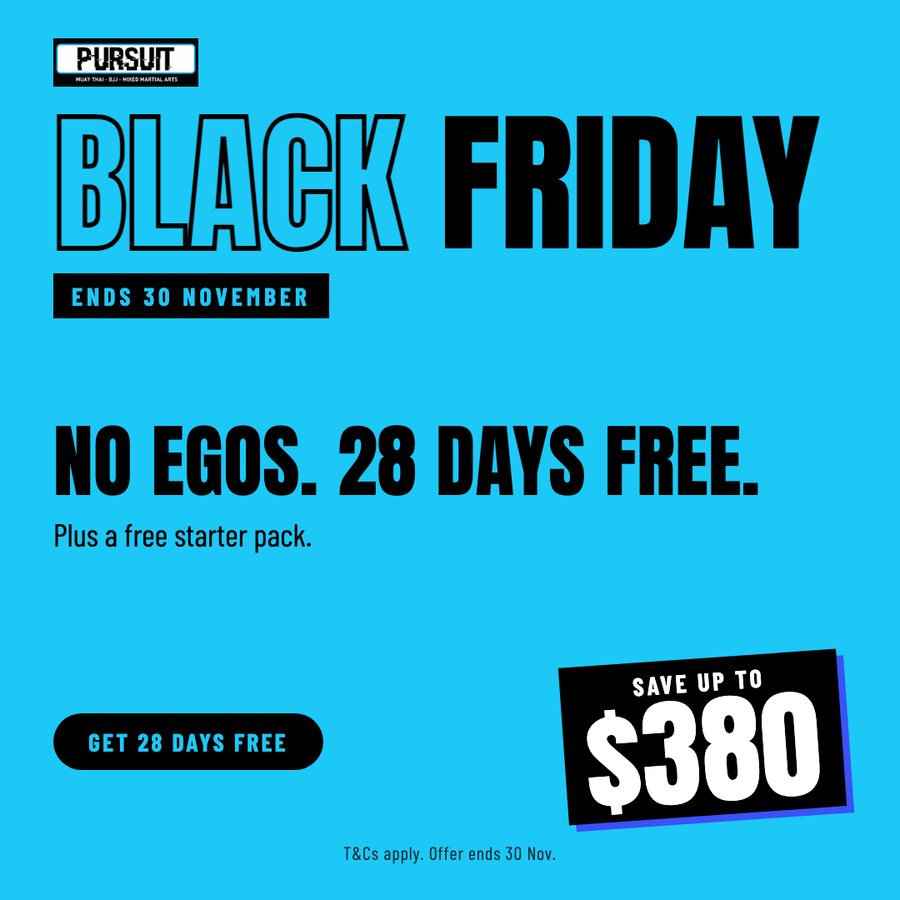 PURSUIT
MUAY THAI - BJJ - MIXED MARTIAL ARTS
BLACK FRIDAY
ENDS 30 NOVEMBER
NO EGOS. 28 DAYS FREE.
Plus a free starter pack.
SAVE UP TO
$380
GET 28 DAYS FREE
T&Cs apply. Offer ends 30 Nov.